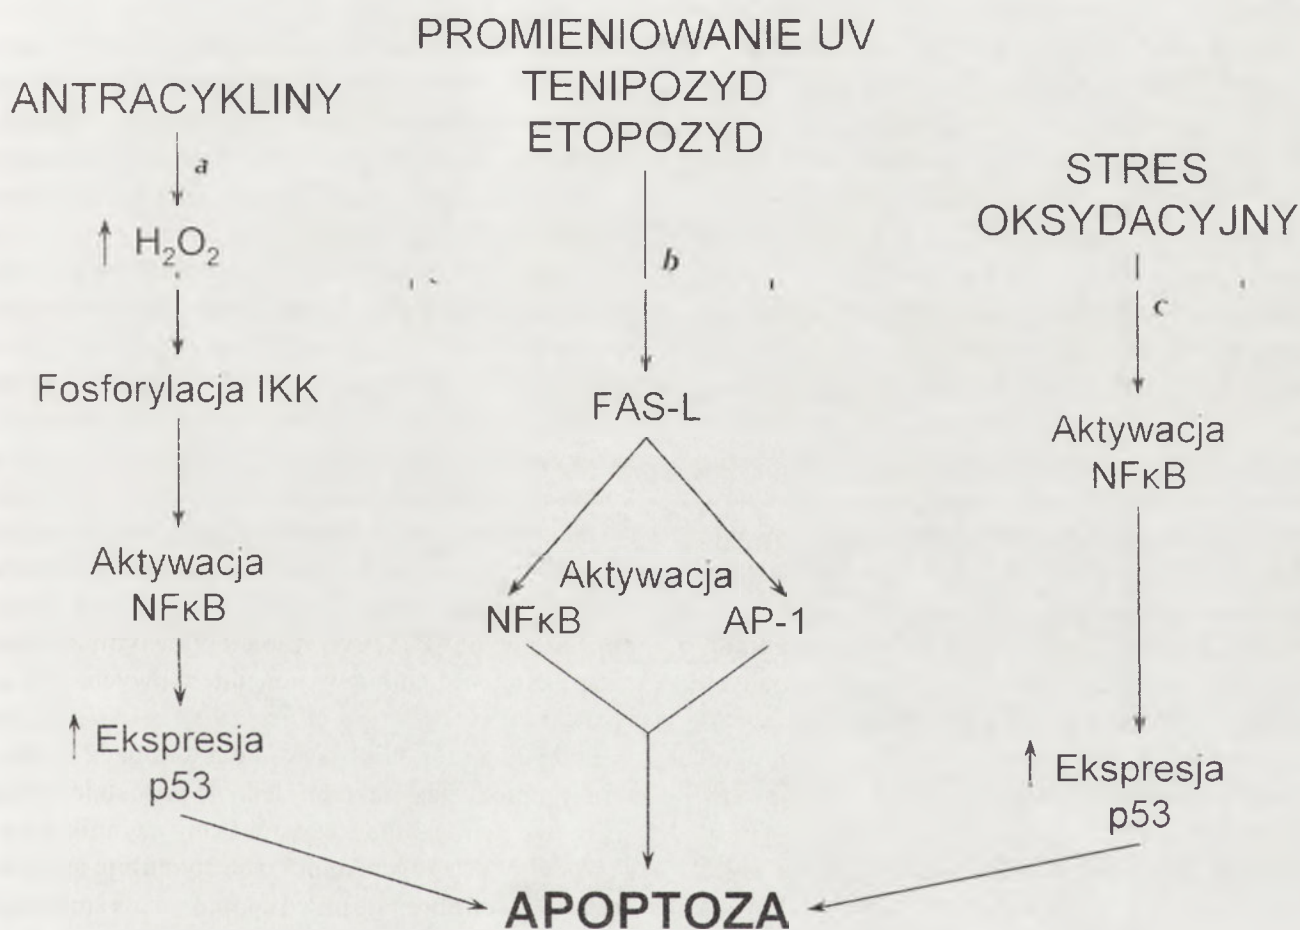 PROMIENIOWANIE UV
TENIPOZYD
ETOPOZYD
ANTRACYKLINY
a
↑ H₂O₂
Fosforylacja IKK
Aktywacja
NFκB
↑ Ekspresja
p53
b
FAS-L
Aktywacja
NFκB AP-1
STRES
OKSYDACYJNY
c
Aktywacja
NFκB
↑ Ekspresja
p53
APOPTOZA